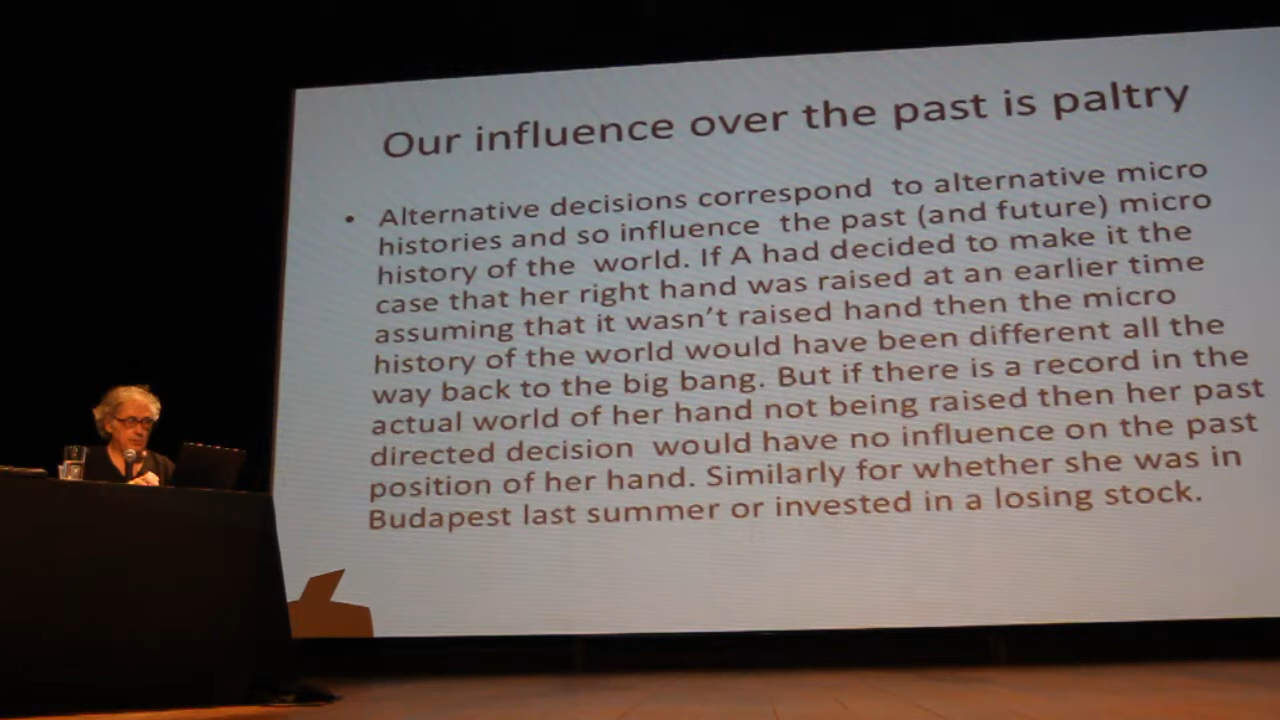 Our influence over the past is paltry
• Alternative decisions correspond to alternative micro
histories and so influence the past (and future) micro
history of the world. If A had decided to make it the
case that her right hand was raised at an earlier time
assuming that it wasn't raised hand then the micro
history of the world would have been different all the
way back to the big bang. But if there is a record in the
actual world of her hand not being raised then her past
directed decision would have no influence on the past
position of her hand. Similarly for whether she was in
Budapest last summer or invested in a losing stock.